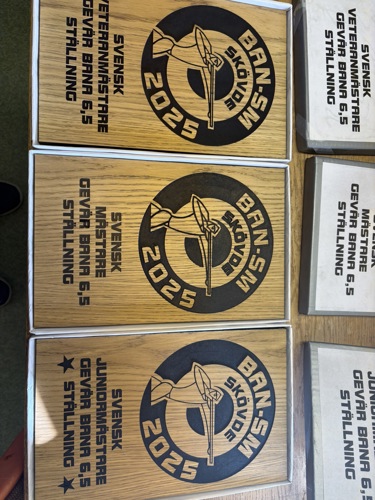 SVENSK
VETERANMÄSTARE
GEVÄR BANA 6,5
STÄLLNING
MÄSTARE
GEVÄR BANA 6,5
STÄLLNING
GEVÄR BANA 6,5
STÄLLNING
BAN-SM
SKÖVDE
2025
SVENSK
VETERANMÄSTARE
GEVÄR BANA 6,5
STÄLLNING
BAN-SM
SKÖVDE
2025
SVENSK
MÄSTARE
GEVÄR BANA 6,5
STÄLLNING
BAN-SM
SKÖVDE
2025
SVENSK
JUNIORMÄSTARE
GEVÄR BANA 6,5
STÄLLNING